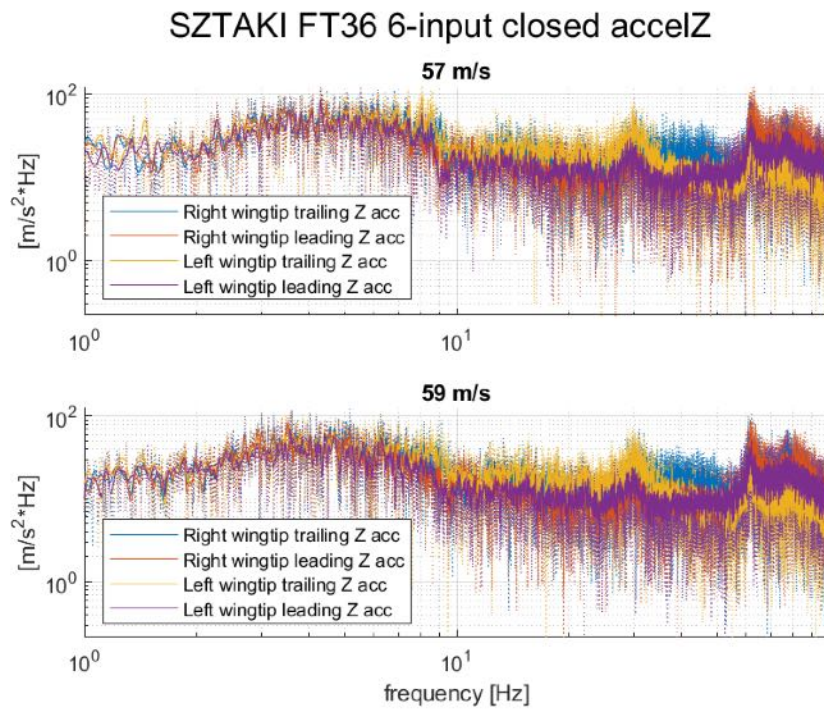 SZTAKI FT36 6-input closed accelZ
57 m/s
10²
10⁰
[m/s²*Hz]
Right wingtip trailing Z acc
Right wingtip leading Z acc
Left wingtip trailing Z acc
Left wingtip leading Z acc
10⁰
10¹
59 m/s
10²
10⁰
[m/s²*Hz]
Right wingtip trailing Z acc
Right wingtip leading Z acc
Left wingtip trailing Z acc
Left wingtip leading Z acc
10⁰
10¹
frequency [Hz]